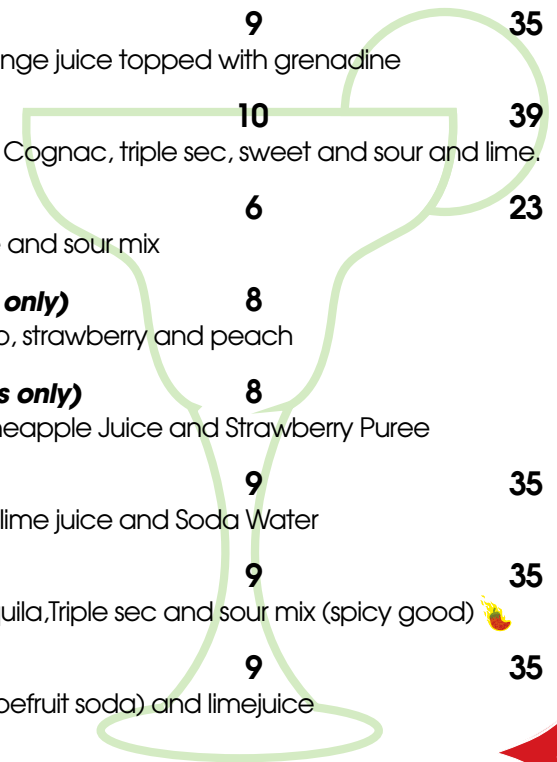 9 35
nge juice topped with grenadine
10 39
Cognac, triple sec, sweet and sour and lime.
6 23
and sour mix
only) 8
, strawberry and peach
s only) 8
neapple Juice and Strawberry Puree
9 35
lime juice and Soda Water
9 35
uila,Triple sec and sour mix (spicy good)
9 35
pefruit soda) and limejuice